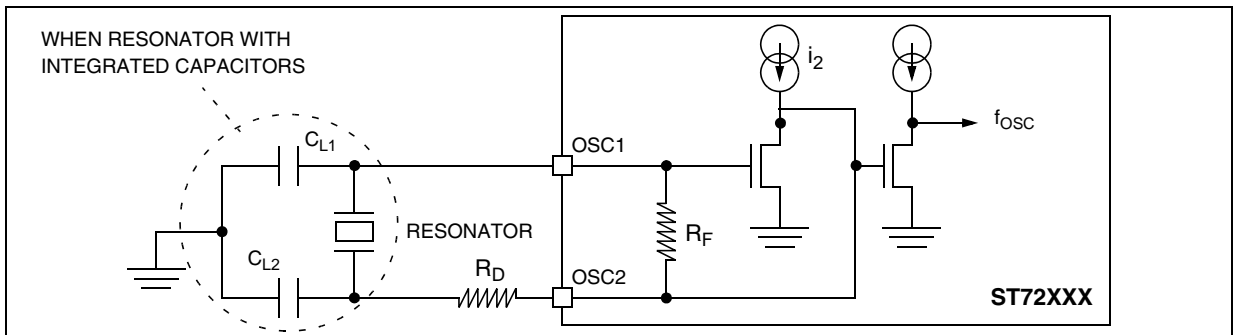 WHEN RESONATOR WITH
INTEGRATED CAPACITORS
i2
fOSC
CL1
OSC1
RESONATOR
RF
CL2
RD
OSC2
ST72XXX